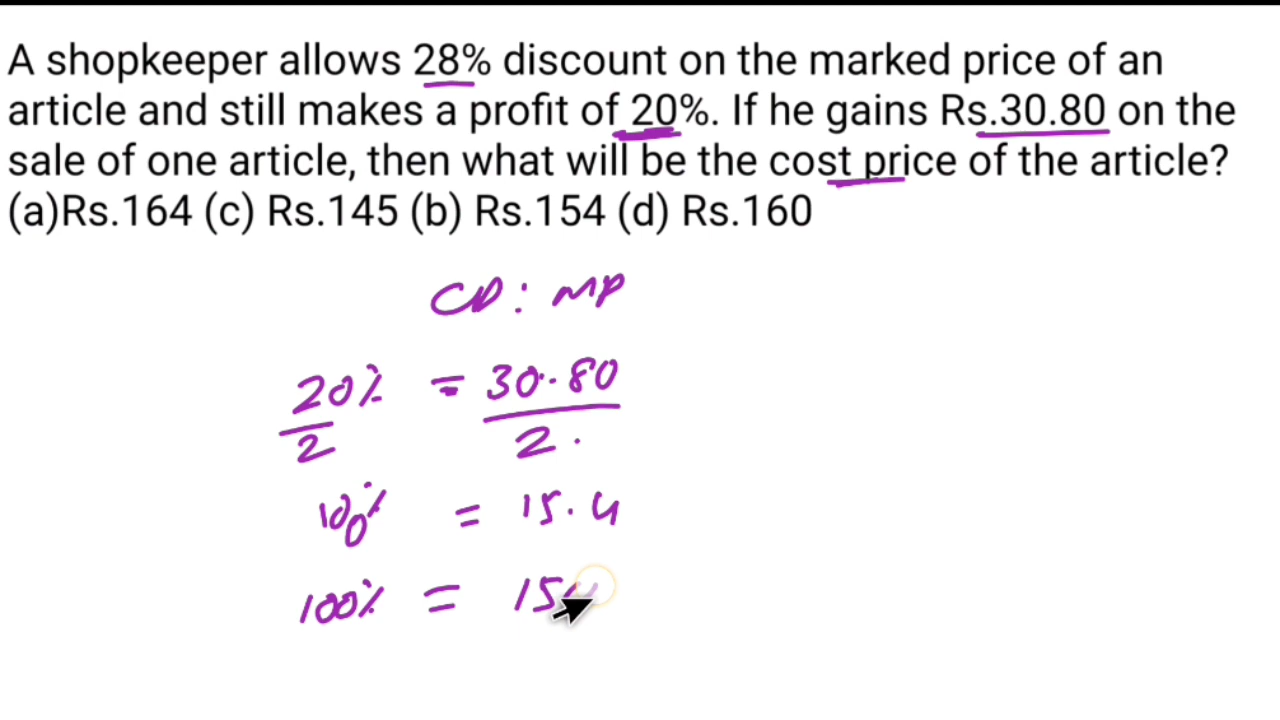 A shopkeeper allows 28% discount on the marked price of an
article and still makes a profit of 20%. If he gains Rs.30.80 on the
sale of one article, then what will be the cost price of the article?
(a)Rs.164 (c) Rs.145 (b) Rs.154 (d) Rs.160
CP : MP
20% = 30.80
2 2
10% = 15.4
100% =